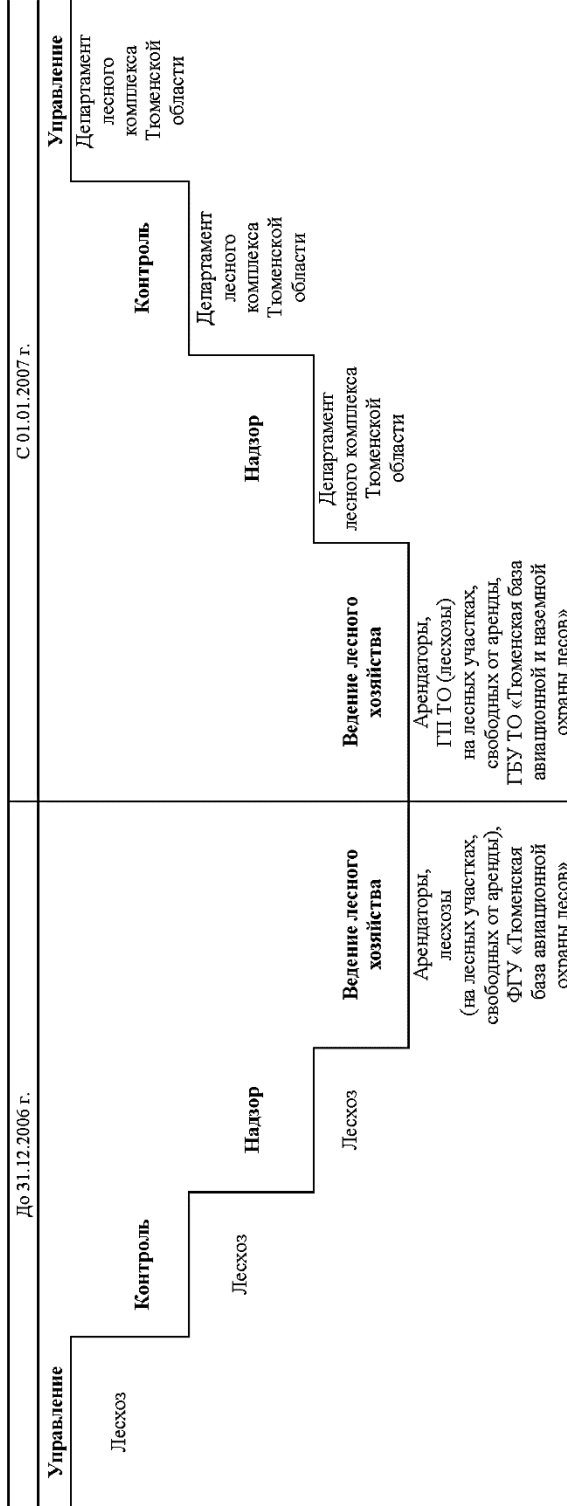 До 31.12.2006 г.
С 01.01.2007 г.
Управление
Лесхоз
Контроль
Лесхоз
Надзор
Лесхоз
Ведение лесного
хозяйства
Арендаторы,
лесхозы
(на лесных участках,
свободных от аренды),
ФГУ «Тюменская
база авиационной
охраны лесов»
Ведение лесного
хозяйства
Арендаторы,
ГП ТО (лесхозы)
на лесных участках,
свободных от аренды,
ГБУ ТО «Тюменская база
авиационной и наземной
охраны лесов»
Надзор
Департамент
лесного комплекса
Тюменской
области
Контроль
Департамент
лесного
комплекса
Тюменской
области
Управление
Департамент
лесного
комплекса
Тюменской
области